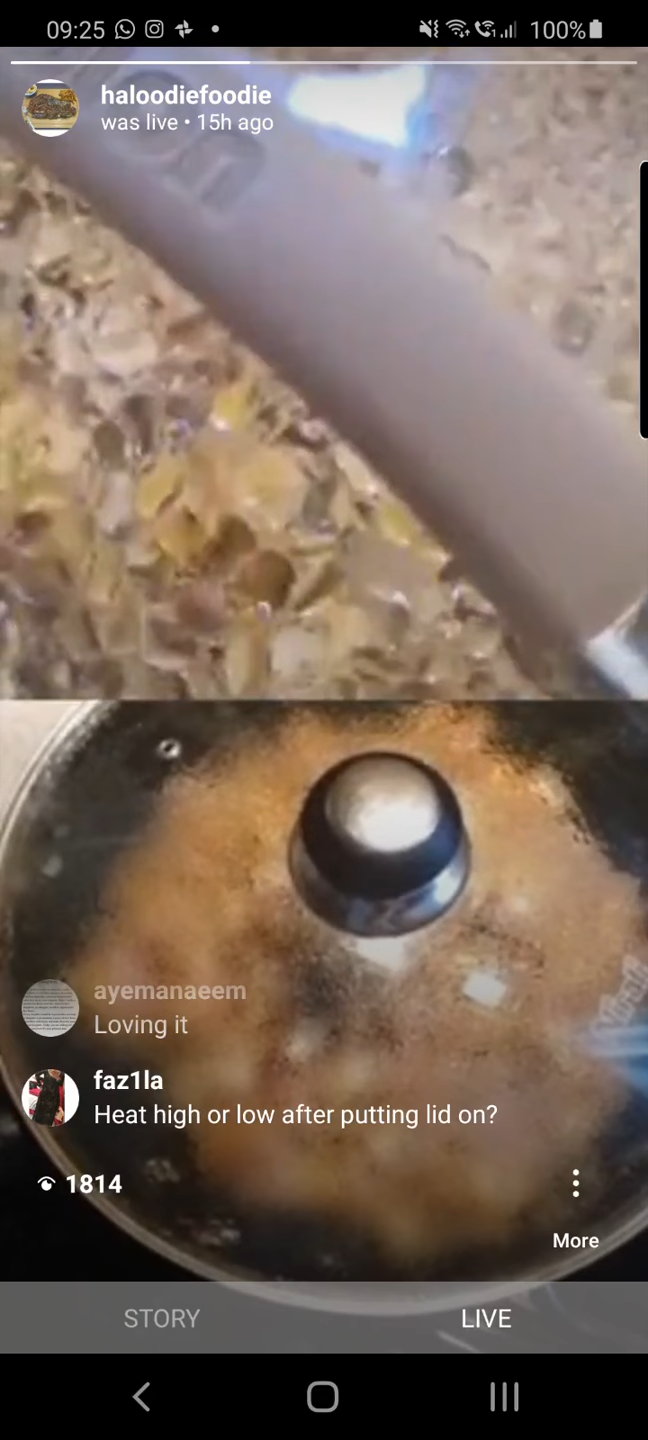 09:25
100%
haloodiefoodie
was live • 15h ago
ayemanaeem
Loving it
faz1la
Heat high or low after putting lid on?
1814
More
STORY
LIVE